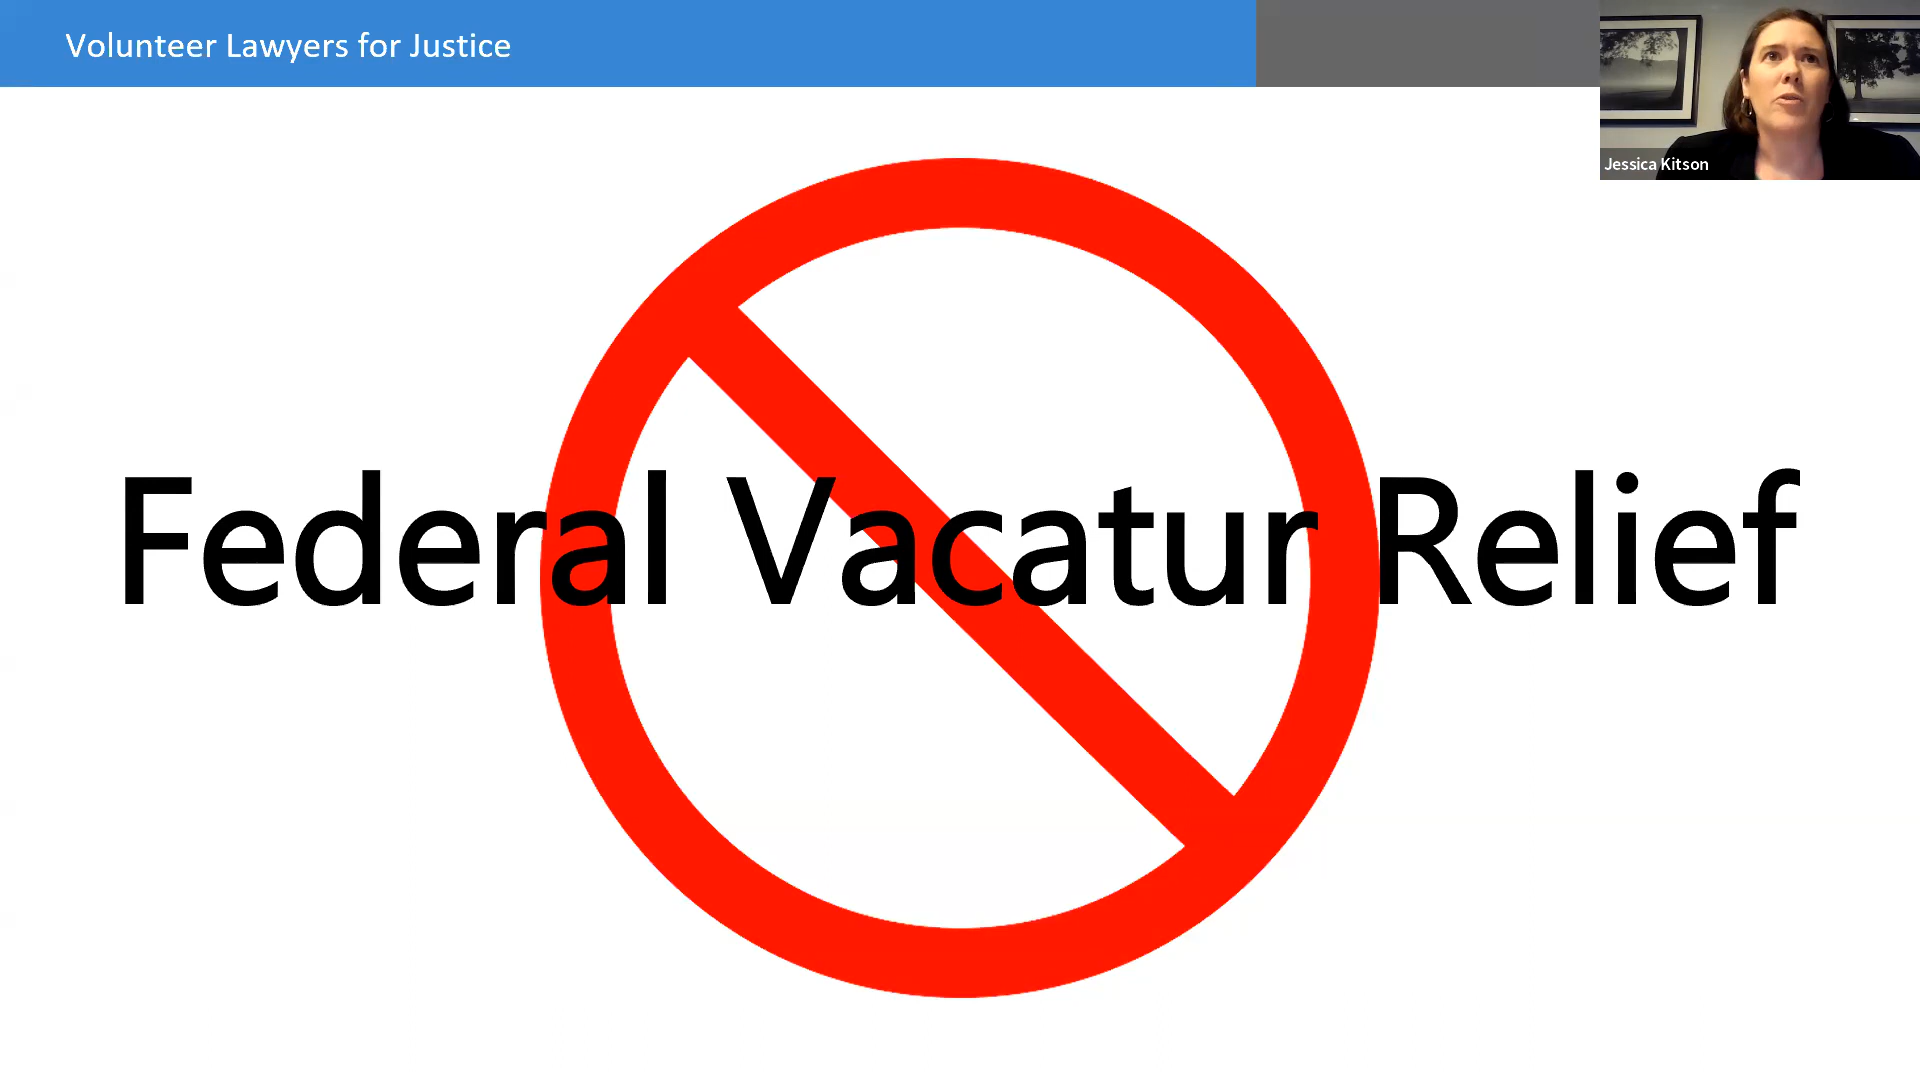 Volunteer Lawyers for Justice
Jessica Kitson
Federal Vacatur Relief